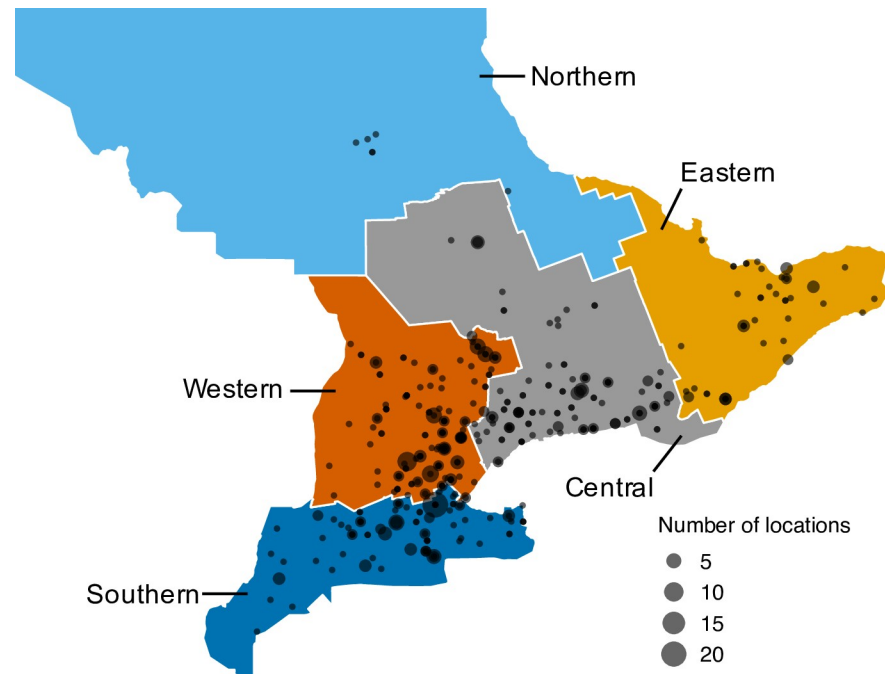 Northern
Eastern
Western
Central
Southern
Number of locations
5
10
15
20